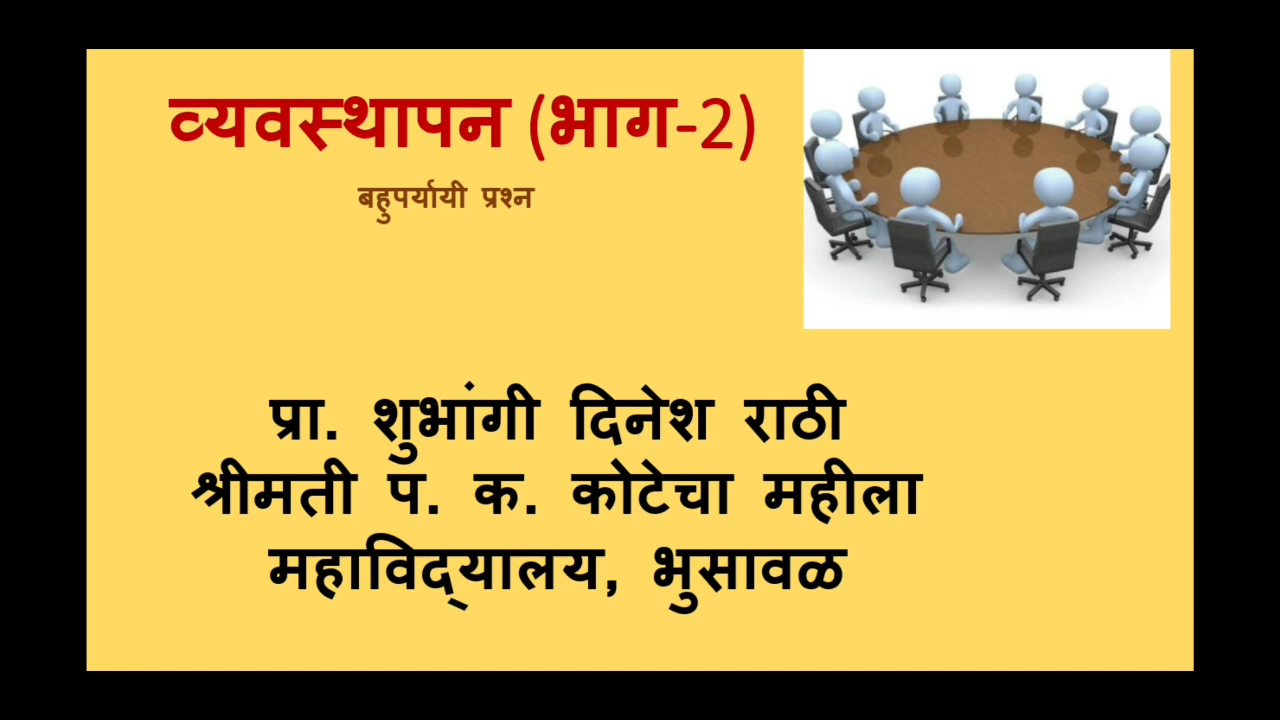 व्यवस्थापन (भाग-2)
बहुपर्यायी प्रश्न
प्रा. शुभांगी दिनेश राठी
श्रीमती प. क. कोटेचा महीला
महाविद्‌यालय, भुसावळ